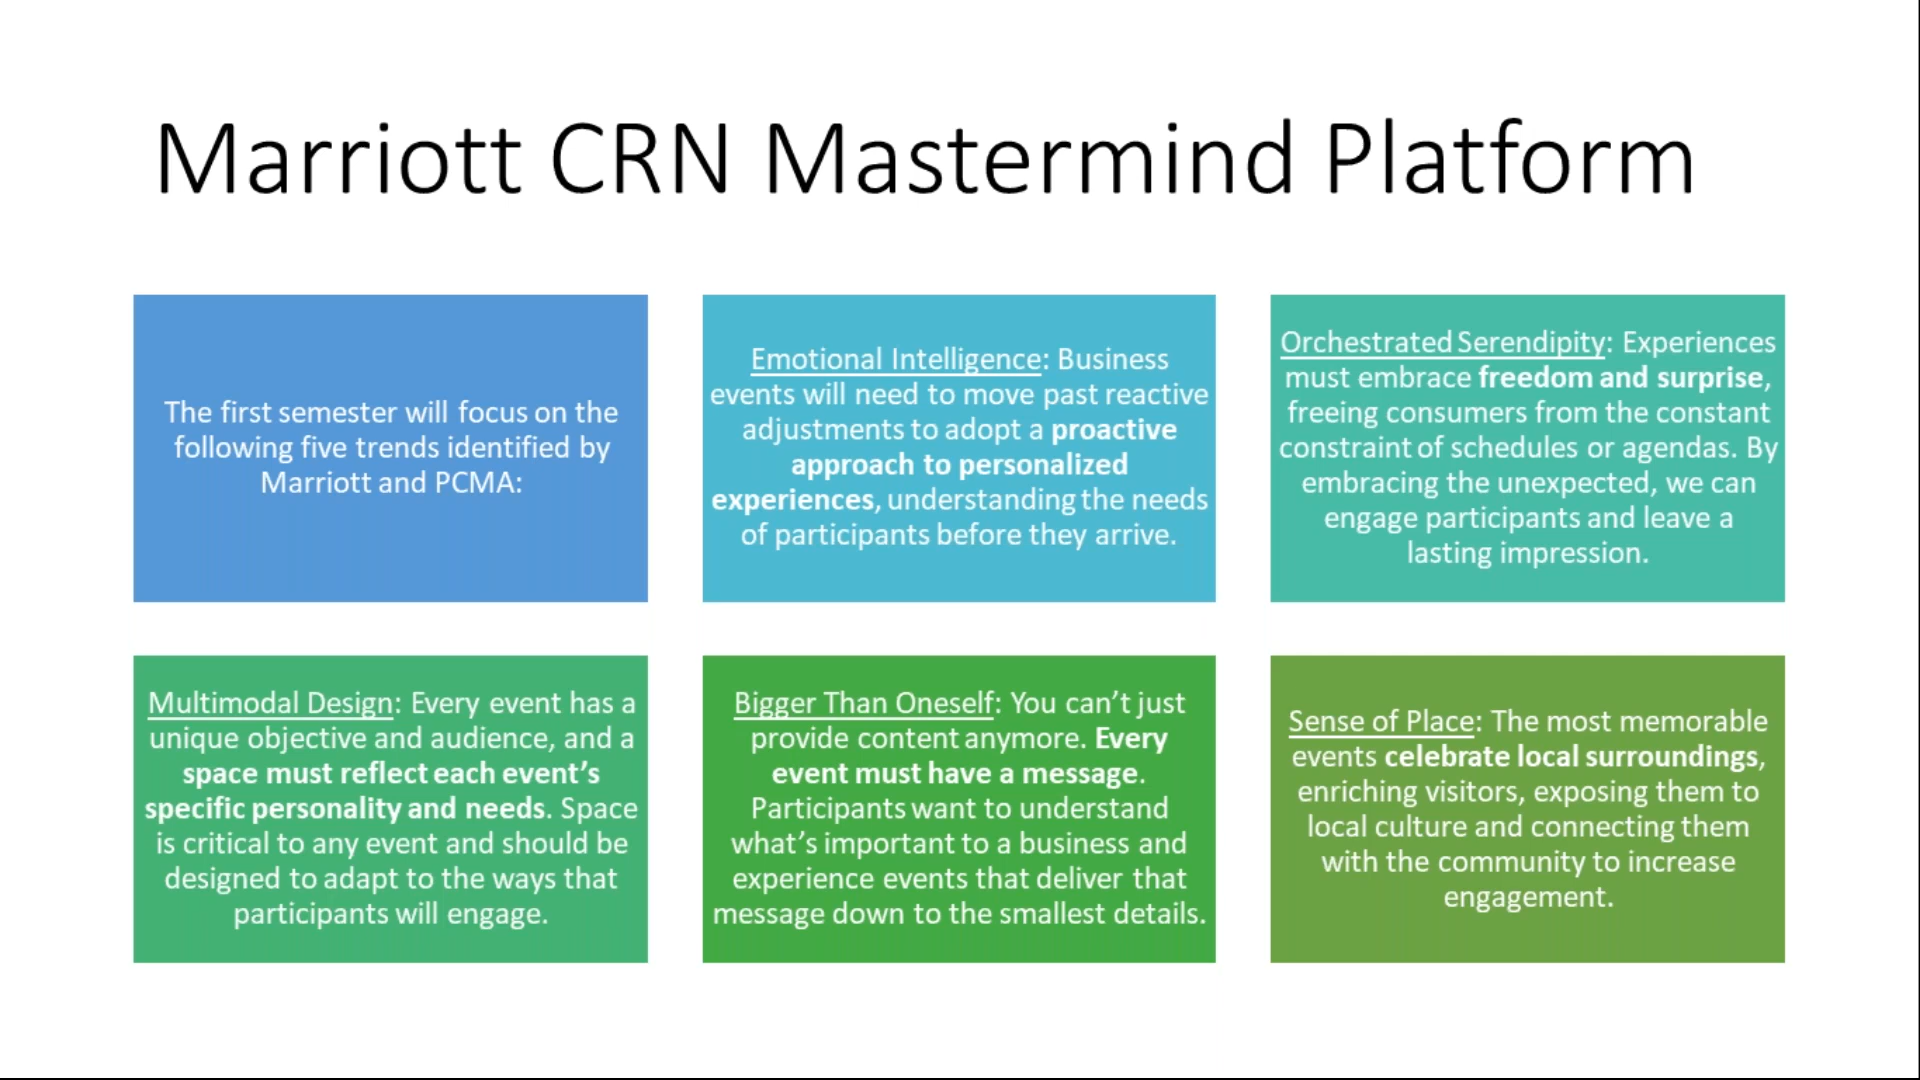 Marriott CRN Mastermind Platform
The first semester will focus on the
following five trends identified by
Marriott and PCMA:
Emotional Intelligence: Business
events will need to move past reactive
adjustments to adopt a proactive
approach to personalized
experiences, understanding the needs
of participants before they arrive.
Orchestrated Serendipity: Experiences
must embrace freedom and surprise,
freeing consumers from the constant
constraint of schedules or agendas. By
embracing the unexpected, we can
engage participants and leave a
lasting impression.
Multimodal Design: Every event has a
unique objective and audience, and a
space must reflect each event’s
specific personality and needs. Space
is critical to any event and should be
designed to adapt to the ways that
participants will engage.
Bigger Than Oneself: You can’t just
provide content anymore. Every
event must have a message.
Participants want to understand
what’s important to a business and
experience events that deliver that
message down to the smallest details.
Sense of Place: The most memorable
events celebrate local surroundings,
enriching visitors, exposing them to
local culture and connecting them
with the community to increase
engagement.